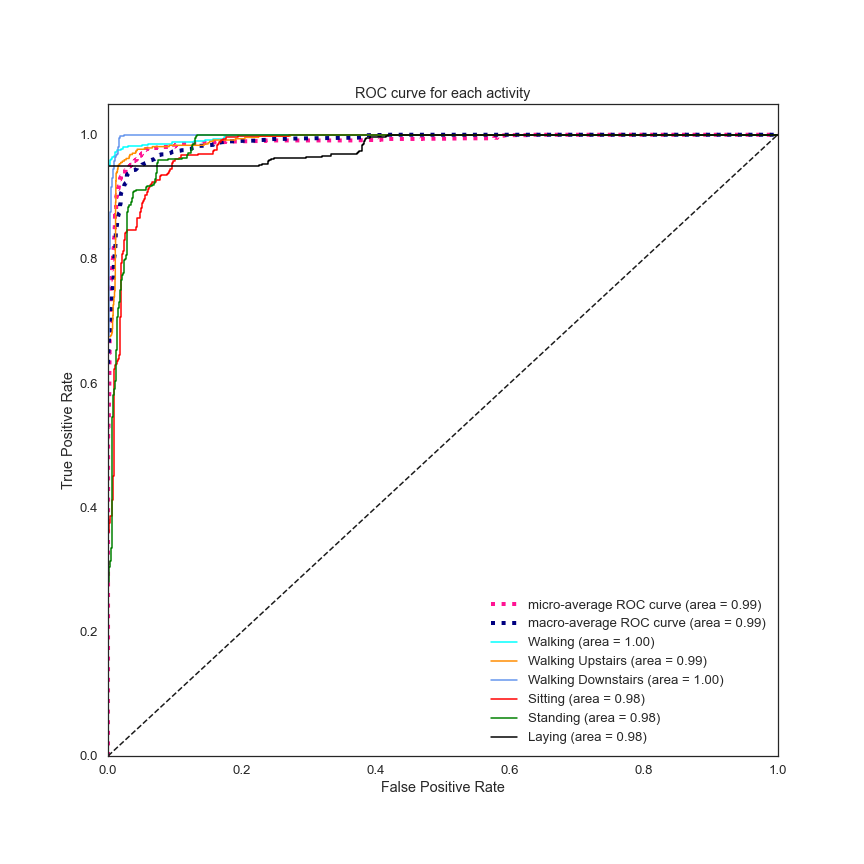 ROC curve for each activity
1.0
0.8
0.6
0.4
0.2
0.0
True Positive Rate
0.0 0.2 0.4 0.6 0.8 1.0
False Positive Rate
micro-average ROC curve (area = 0.99)
macro-average ROC curve (area = 0.99)
Walking (area = 1.00)
Walking Upstairs (area = 0.99)
Walking Downstairs (area = 1.00)
Sitting (area = 0.98)
Standing (area = 0.98)
Laying (area = 0.98)